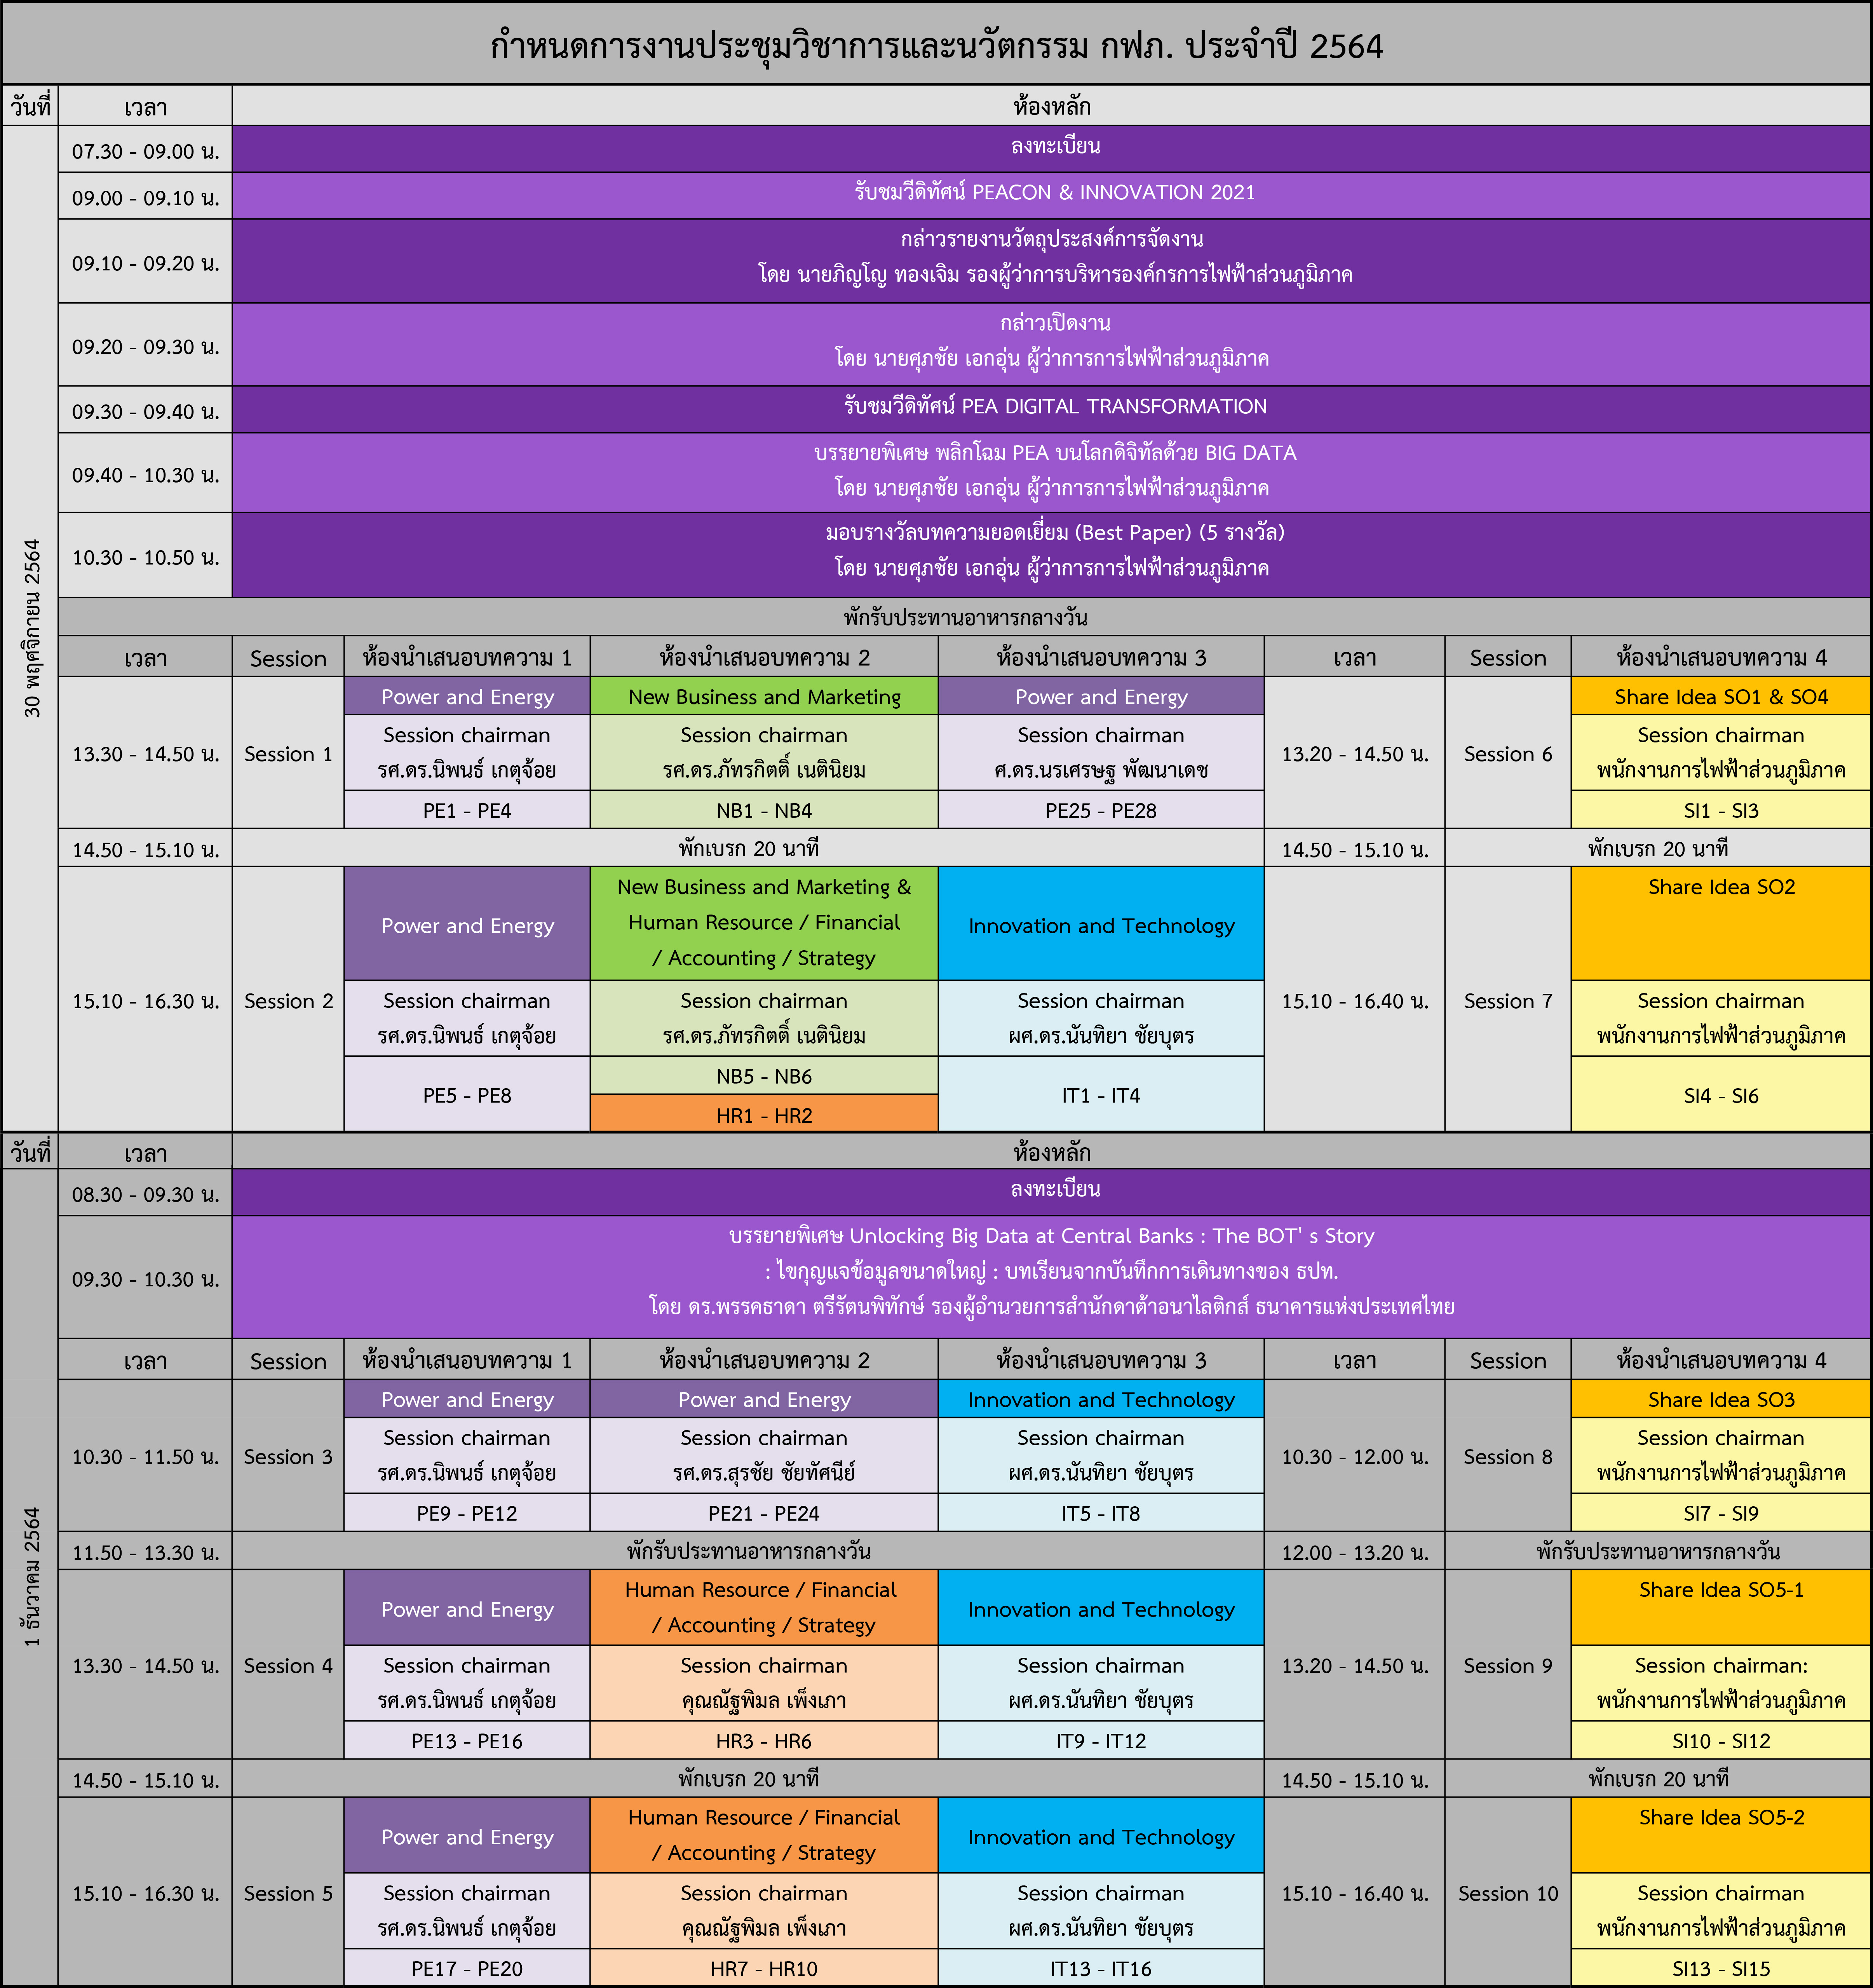 กำหนดการงานประชุมวิชาการและนวัตกรรม กฟภ. ประจำปี 2564
วันที่
เวลา
ห้องหลัก
30 พฤศจิกายน 2564
07.30 - 09.00 น.
ลงทะเบียน
09.00 - 09.10 น.
รับชมวีดิทัศน์ PEACON & INNOVATION 2021
09.10 - 09.20 น.
กล่าวรายงานวัตถุประสงค์การจัดงาน
โดย นายภิญโญ ทองเจิม รองผู้ว่าการบริหารองค์กรการไฟฟ้าส่วนภูมิภาค
09.20 - 09.30 น.
กล่าวเปิดงาน
โดย นายศุภชัย เอกอุ่น ผู้ว่าการการไฟฟ้าส่วนภูมิภาค
09.30 - 09.40 น.
รับชมวีดิทัศน์ PEA DIGITAL TRANSFORMATION
09.40 - 10.30 น.
บรรยายพิเศษ พลิกโฉม PEA บนโลกดิจิทัลด้วย BIG DATA
โดย นายศุภชัย เอกอุ่น ผู้ว่าการการไฟฟ้าส่วนภูมิภาค
10.30 - 10.50 น.
มอบรางวัลบทความยอดเยี่ยม (Best Paper) (5 รางวัล)
โดย นายศุภชัย เอกอุ่น ผู้ว่าการการไฟฟ้าส่วนภูมิภาค
พักรับประทานอาหารกลางวัน
เวลา
Session
ห้องนำเสนอบทความ 1
ห้องนำเสนอบทความ 2
ห้องนำเสนอบทความ 3
เวลา
Session
ห้องนำเสนอบทความ 4
13.30 - 14.50 น.
Session 1
Power and Energy
Session chairman
รศ.ดร.นิพนธ์ เกตุจ้อย
PE1 - PE4
New Business and Marketing
Session chairman
รศ.ดร.ภัทรกิตติ์ เนตินิยม
NB1 - NB4
Power and Energy
Session chairman
ศ.ดร.นรเศรษฐ พัฒนาเดช
PE25 - PE28
13.20 - 14.50 น.
Session 6
Share Idea SO1 & SO4
Session chairman
พนักงานการไฟฟ้าส่วนภูมิภาค
SI1 - SI3
14.50 - 15.10 น.
พักเบรก 20 นาที
14.50 - 15.10 น.
พักเบรก 20 นาที
15.10 - 16.30 น.
Session 2
Power and Energy
Session chairman
รศ.ดร.นิพนธ์ เกตุจ้อย
PE5 - PE8
New Business and Marketing &
Human Resource / Financial
/ Accounting / Strategy
Session chairman
รศ.ดร.ภัทรกิตติ์ เนตินิยม
NB5 - NB6
HR1 - HR2
Innovation and Technology
Session chairman
ผศ.ดร.นันทิยา ชัยบุตร
IT1 - IT4
15.10 - 16.40 น.
Session 7
Share Idea SO2
Session chairman
พนักงานการไฟฟ้าส่วนภูมิภาค
SI4 - SI6
วันที่
เวลา
ห้องหลัก
1 ธันวาคม 2564
08.30 - 09.30 น.
ลงทะเบียน
09.30 - 10.30 น.
บรรยายพิเศษ Unlocking Big Data at Central Banks : The BOT' s Story
: ไขกุญแจข้อมูลขนาดใหญ่ : บทเรียนจากบันทึกการเดินทางของ ธปท.
โดย ดร.พรรคธาดา ตรีรัตนพิทักษ์ รองผู้อำนวยการสำนักดาต้าอนาไลติกส์ ธนาคารแห่งประเทศไทย
เวลา
Session
ห้องนำเสนอบทความ 1
ห้องนำเสนอบทความ 2
ห้องนำเสนอบทความ 3
เวลา
Session
ห้องนำเสนอบทความ 4
10.30 - 11.50 น.
Session 3
Power and Energy
Session chairman
รศ.ดร.นิพนธ์ เกตุจ้อย
PE9 - PE12
Power and Energy
Session chairman
รศ.ดร.สุรชัย ชัยทัศนีย์
PE21 - PE24
Innovation and Technology
Session chairman
ผศ.ดร.นันทิยา ชัยบุตร
IT5 - IT8
10.30 - 12.00 น.
Session 8
Share Idea SO3
Session chairman
พนักงานการไฟฟ้าส่วนภูมิภาค
SI7 - SI9
11.50 - 13.30 น.
พักรับประทานอาหารกลางวัน
12.00 - 13.20 น.
พักรับประทานอาหารกลางวัน
13.30 - 14.50 น.
Session 4
Power and Energy
Session chairman
รศ.ดร.นิพนธ์ เกตุจ้อย
PE13 - PE16
Human Resource / Financial
/ Accounting / Strategy
Session chairman
คุณณัฐพิมล เพ็งเภา
HR3 - HR6
Innovation and Technology
Session chairman
ผศ.ดร.นันทิยา ชัยบุตร
IT9 - IT12
13.20 - 14.50 น.
Session 9
Share Idea SO5-1
Session chairman:
พนักงานการไฟฟ้าส่วนภูมิภาค
SI10 - SI12
14.50 - 15.10 น.
พักเบรก 20 นาที
14.50 - 15.10 น.
พักเบรก 20 นาที
15.10 - 16.30 น.
Session 5
Power and Energy
Session chairman
รศ.ดร.นิพนธ์ เกตุจ้อย
PE17 - PE20
Human Resource / Financial
/ Accounting / Strategy
Session chairman
คุณณัฐพิมล เพ็งเภา
HR7 - HR10
Innovation and Technology
Session chairman
ผศ.ดร.นันทิยา ชัยบุตร
IT13 - IT16
15.10 - 16.40 น.
Session 10
Share Idea SO5-2
Session chairman
พนักงานการไฟฟ้าส่วนภูมิภาค
SI13 - SI15